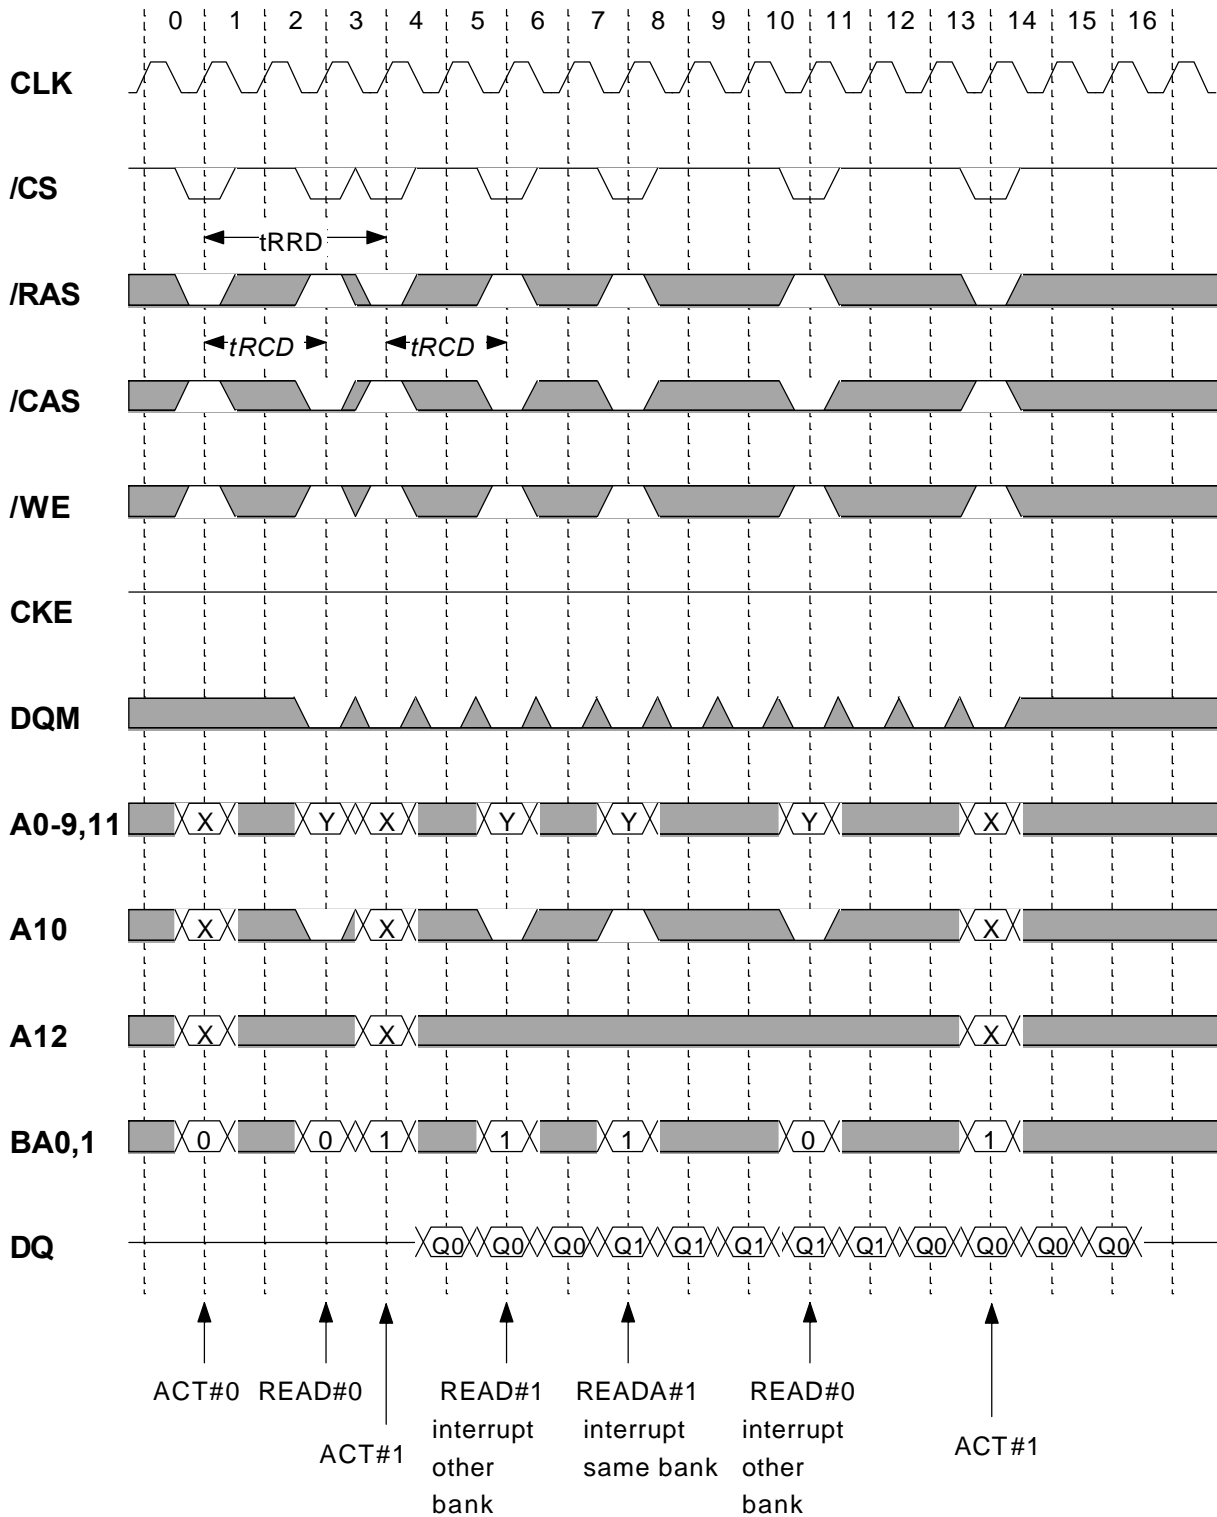 0 1 2 3 4 5 6 7 8 9 10 11 12 13 14 15 16
CLK
/CS
tRRD
/RAS
tRCD tRCD
/CAS
/WE
CKE
DQM
A0-9,11 X Y X Y Y Y X
A10 X X X
A12 X X X
BA0,1 0 0 1 1 1 0 1
DQ Q0 Q0 Q0 Q1 Q1 Q1 Q1 Q1 Q0 Q0 Q0 Q0
ACT#0 READ#0 READ#1 READA#1 READ#0
interrupt interrupt interrupt
ACT#1 ACT#1
other same bank other
bank bank